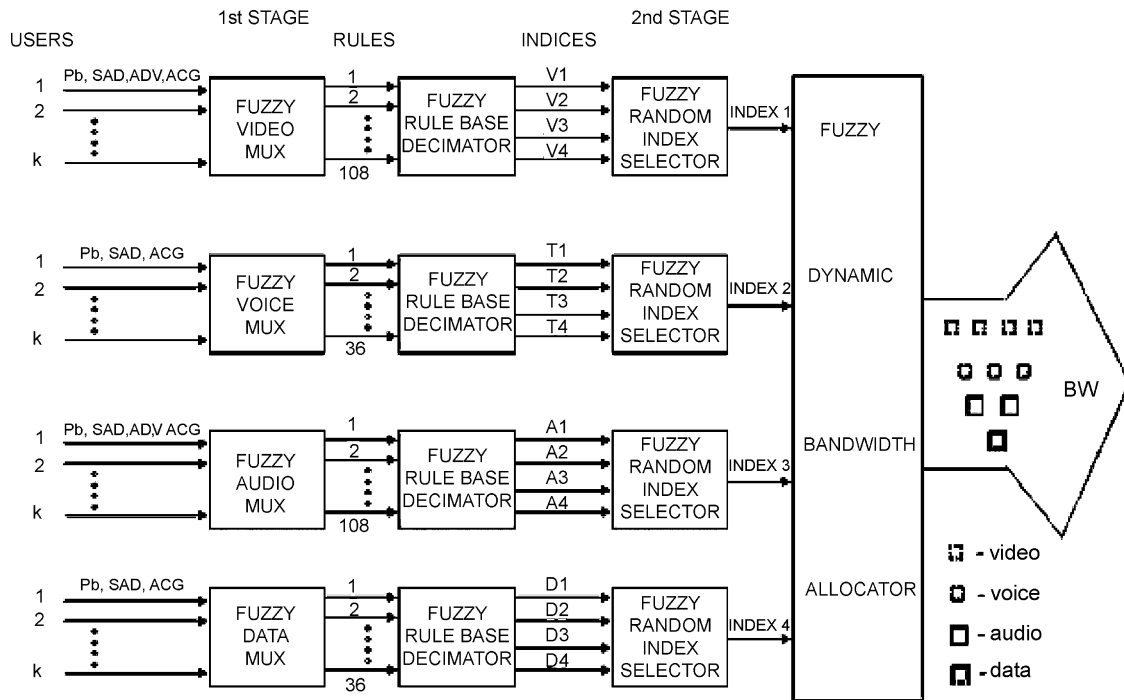 1st STAGE
2nd STAGE
USERS
RULES
INDICES
1
Pb, SAD,ADV,ACG
2
k
FUZZY
VIDEO
MUX
1
2
108
FUZZY
RULE BASE
DECIMATOR
V1
V2
V3
V4
FUZZY
RANDOM
INDEX
SELECTOR
INDEX 1
1
Pb, SAD, ACG
2
k
FUZZY
VOICE
MUX
1
2
36
FUZZY
RULE BASE
DECIMATOR
T1
T2
T3
T4
FUZZY
RANDOM
INDEX
SELECTOR
INDEX 2
1
Pb, SAD,AD,V ACG
2
k
FUZZY
AUDIO
MUX
1
2
108
FUZZY
RULE BASE
DECIMATOR
A1
A2
A3
A4
FUZZY
RANDOM
INDEX
SELECTOR
INDEX 3
1
Pb, SAD, ACG
2
k
FUZZY
DATA
MUX
1
2
36
FUZZY
RULE BASE
DECIMATOR
D1
D2
D3
D4
FUZZY
RANDOM
INDEX
SELECTOR
INDEX 4
FUZZY
DYNAMIC
BANDWIDTH
ALLOCATOR
BW
- video
- voice
- audio
- data